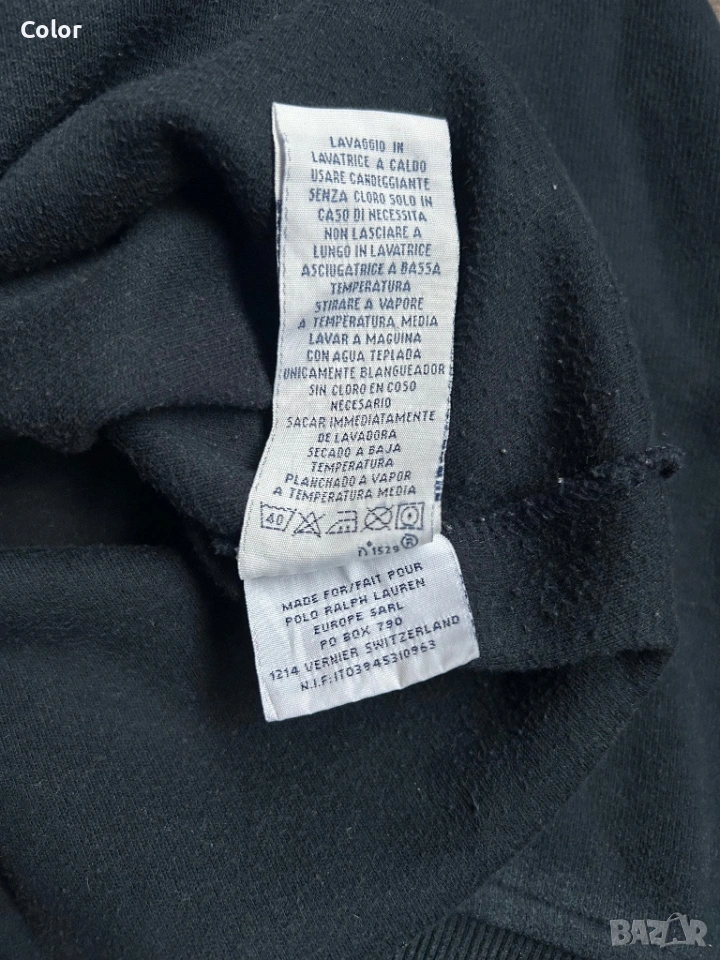 Color
LAVAGGIO IN
LAVATRICE A CALDO
USARE CANDEGGIANTE
SENZA CLORO SOLO IN
CASO DI NECESSITA
NON LASCIARE A
LUNGO IN LAVATRICE
ASCIUGATRICE A BASSA
TEMPERATURA
STIRARE A VAPORE
A TEMPERATURA MEDIA
LAVAR A MAQUINA
CON AGUA TEPLADA
UNICAMENTE BLANGUEADOR
SIN CLORO EN COSO
NECESARIO
SACAR IMMEDIATAMENTE
DE LAVADORA
SECADO A BAJA
TEMPERATURA
PLANCHADO A VAPOR
A TEMPERATURA MEDIA
40
n°1529 ®
MADE FOR/FAIT POUR
POLO RALPH LAUREN
EUROPE SARL
PO BOX 790
1214 VERNIER SWITZERLAND
N.I.F:IT03945310963
BAZAR